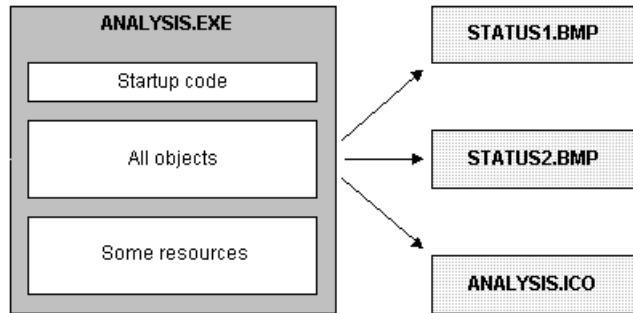 ANALYSIS.EXE
Startup code
All objects
Some resources
STATUS1.BMP
STATUS2.BMP
ANALYSIS.ICO